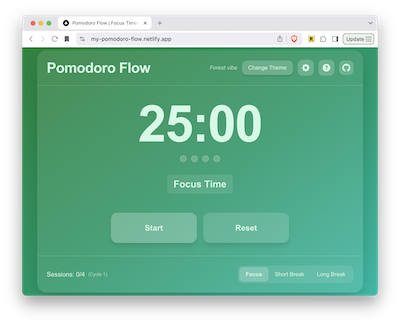 Pomodoro Flow | Focus Time
my-pomodoro-flow.netlify.app
Update
Pomodoro Flow
Forest vibe
Change Theme
25:00
Focus Time
Start
Reset
Sessions: 0/4 (Cycle 1)
Focus
Short Break
Long Break